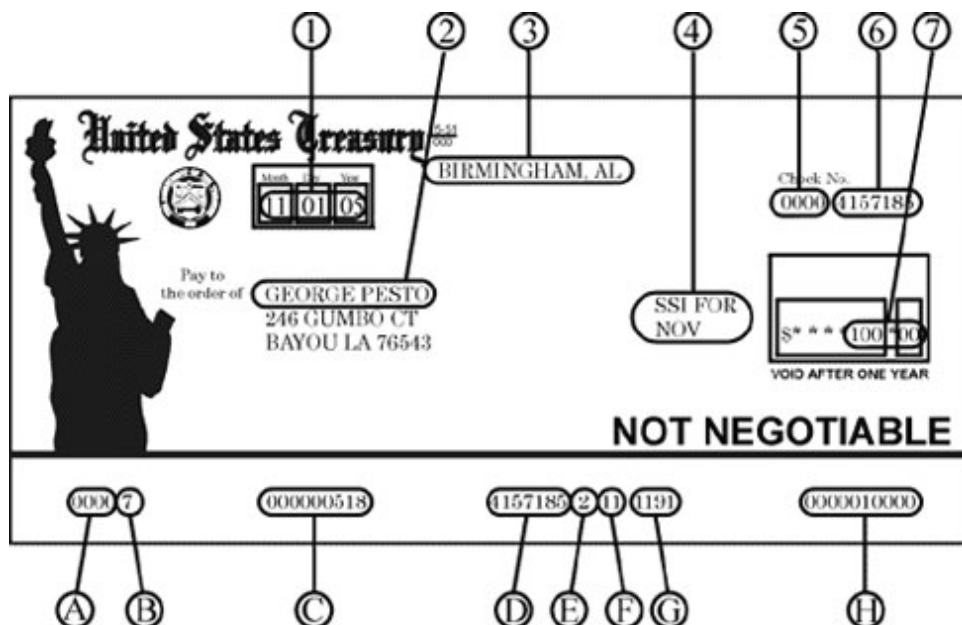 1 2 3 4 5 6 7
United States Treasury 15-51
000
BIRMINGHAM, AL
Month Day Year
11 01 05
Check No.
0000 4157185
Pay to
the order of
GEORGE PESTO
246 GUMBO CT
BAYOU LA 76543
SSI FOR
NOV
$****100*00
VOID AFTER ONE YEAR
NOT NEGOTIABLE
0000 7 000000518 4157185 2 11 1191 0000010000
A B C D E F G H